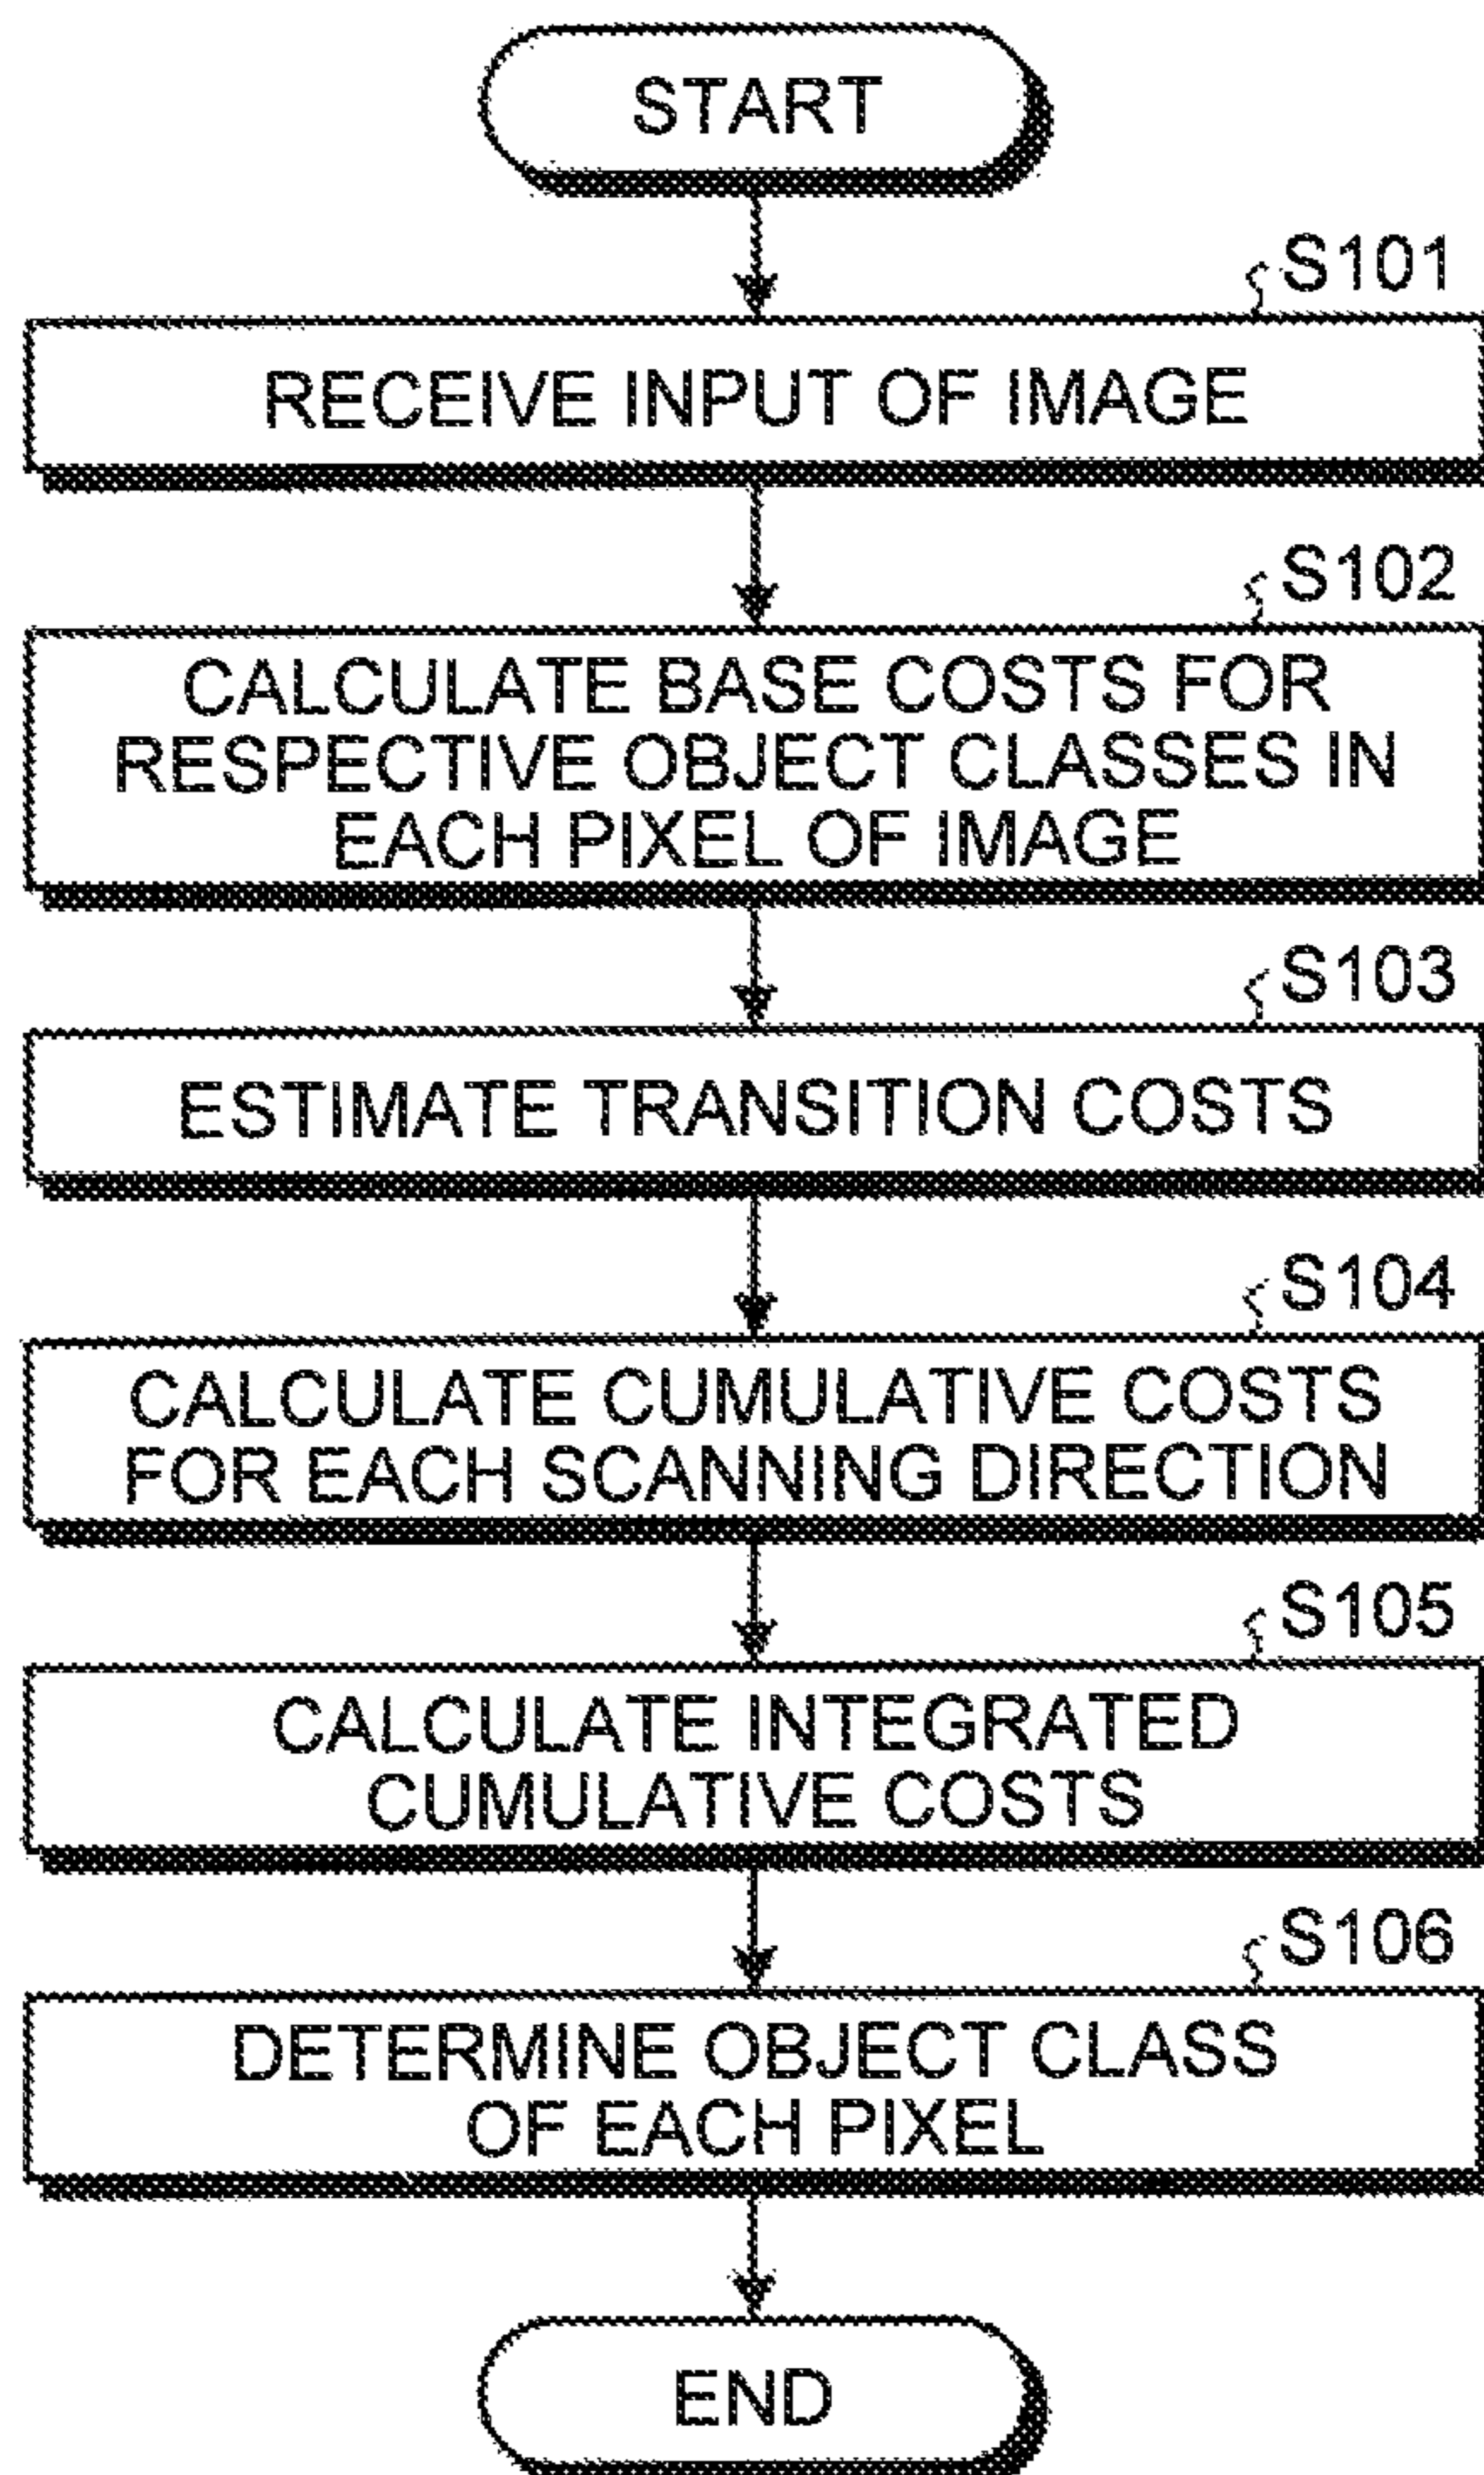 START
S101
RECEIVE INPUT OF IMAGE
S102
CALCULATE BASE COSTS FOR
RESPECTIVE OBJECT CLASSES IN
EACH PIXEL OF IMAGE
S103
ESTIMATE TRANSITION COSTS
S104
CALCULATE CUMULATIVE COSTS
FOR EACH SCANNING DIRECTION
S105
CALCULATE INTEGRATED
CUMULATIVE COSTS
S106
DETERMINE OBJECT CLASS
OF EACH PIXEL
END